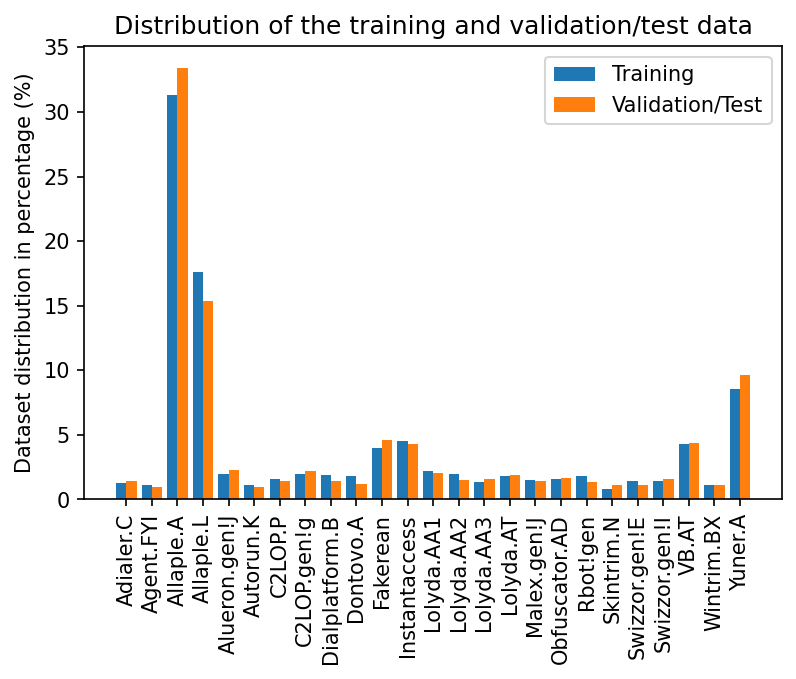 Distribution of the training and validation/test data
Dataset distribution in percentage (%)
35
30
25
20
15
10
5
0
Training
Validation/Test
Adialer.C
Agent.FYI
Allaple.A
Allaple.L
Alueron.gen!J
Autorun.K
C2LOP.P
C2LOP.gen!g
Dialplatform.B
Dontovo.A
Fakerean
Instantaccess
Lolyda.AA1
Lolyda.AA2
Lolyda.AA3
Lolyda.AT
Malex.gen!J
Obfuscator.AD
Rbot!gen
Skintrim.N
Swizzor.gen!E
Swizzor.gen!I
VB.AT
Wintrim.BX
Yuner.A